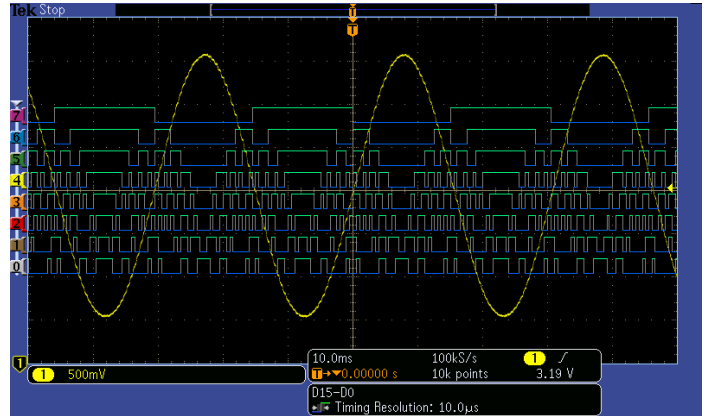 Tek Stop
T
T
7
6
5
4
3
2
1
0
1
1 500mV
10.0ms 100kS/s 1 /
T→▼0.00000 s 10k points 3.19 V
D15-D0
Timing Resolution: 10.0µs